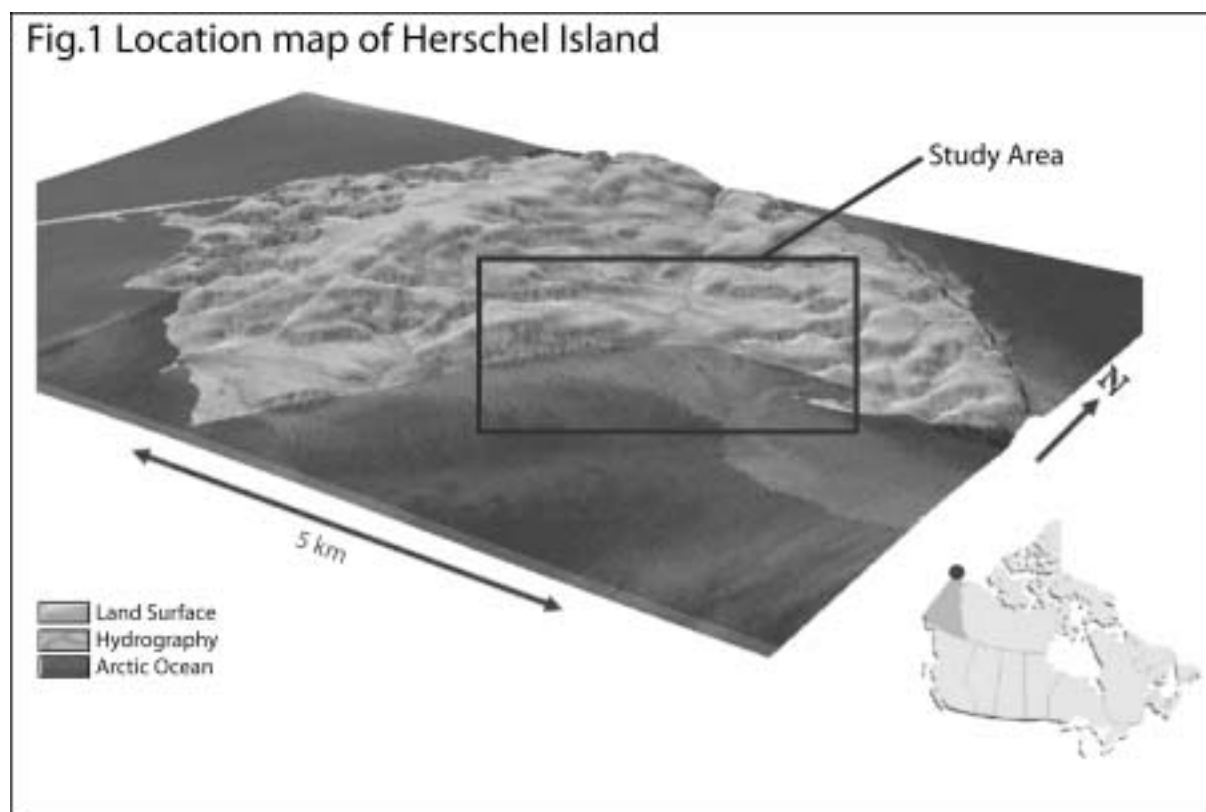 Fig.1 Location map of Herschel Island
Study Area
N
5 km
Land Surface
Hydrography
Arctic Ocean